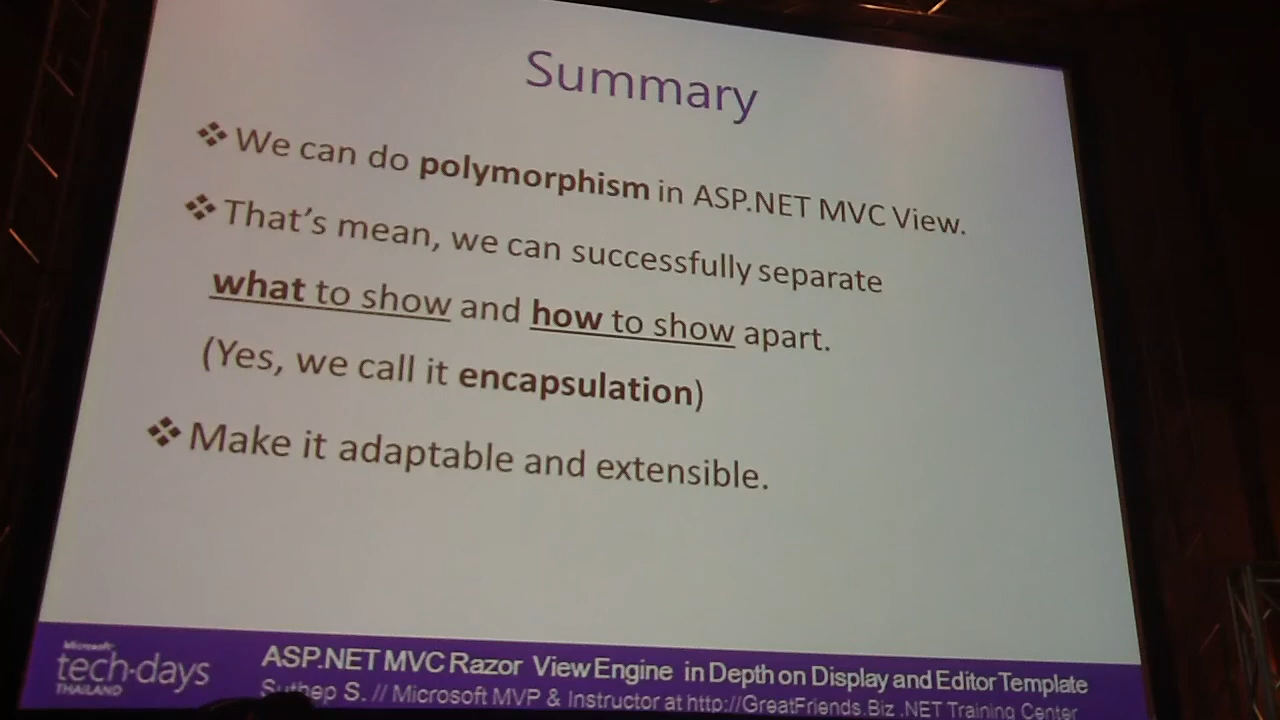 Summary
❖ We can do polymorphism in ASP.NET MVC View.
❖ That's mean, we can successfully separate
what to show and how to show apart.
(Yes, we call it encapsulation)
❖ Make it adaptable and extensible.
Microsoft
tech·days
THAILAND
ASP.NET MVC Razor View Engine in Depth on Display and Editor Template
Suthep S. // Microsoft MVP & Instructor at http://GreatFriends.Biz .NET Training Center